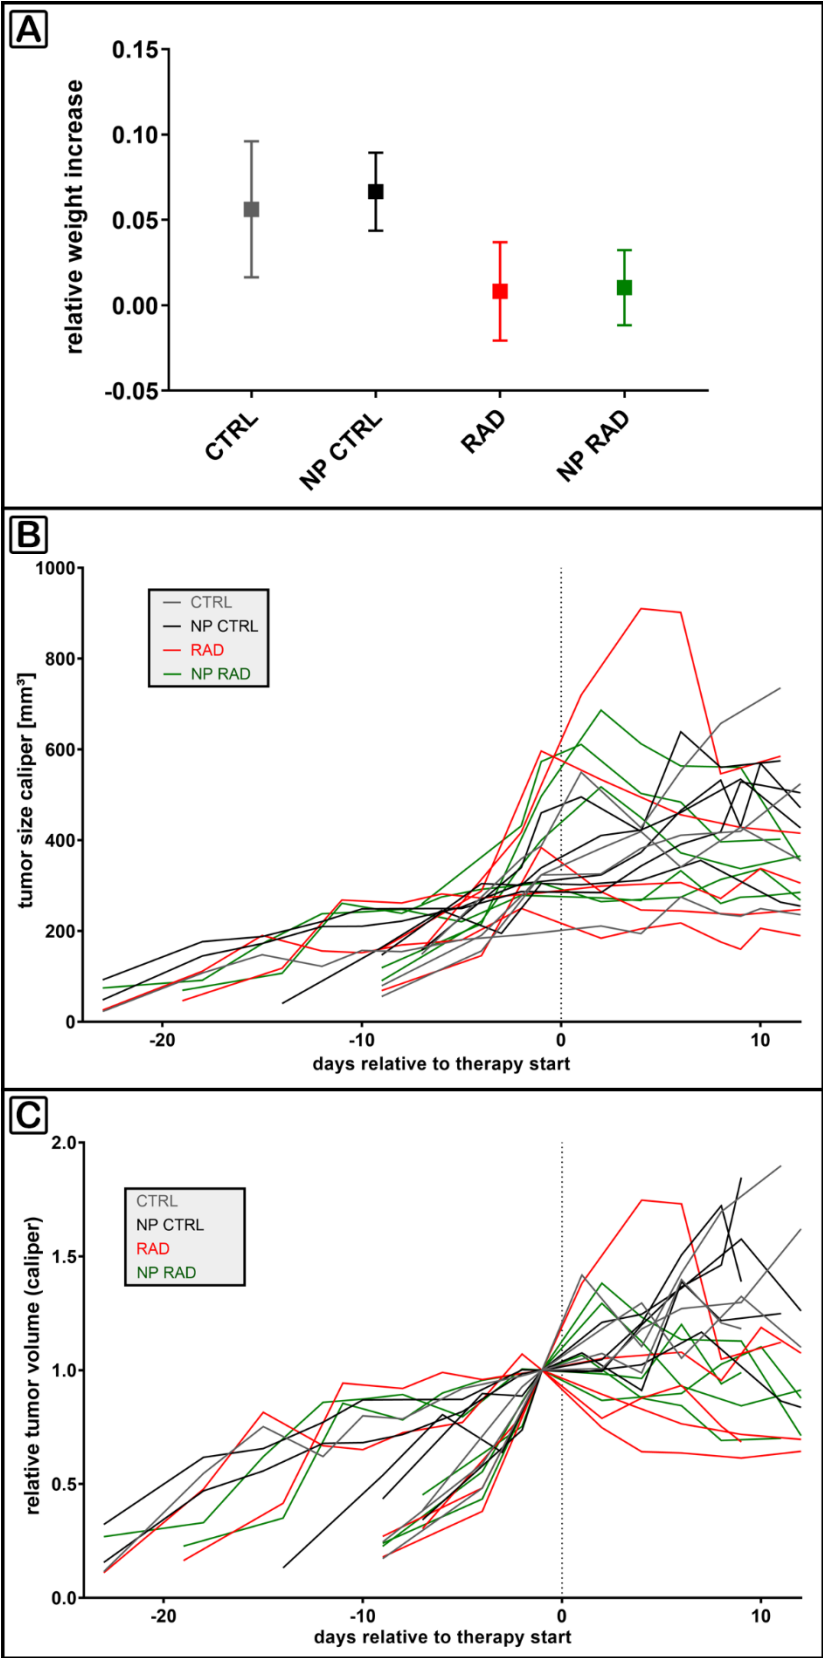 A
0.15
0.10
0.05
0.00
-0.05
relative weight increase
CTRL
NP CTRL
RAD
NP RAD
B
1000
800
600
400
200
0
tumor size caliper [mm³]
CTRL
NP CTRL
RAD
NP RAD
-20
-10
0
10
days relative to therapy start
C
2.0
1.5
1.0
0.5
0.0
relative tumor volume (caliper)
CTRL
NP CTRL
RAD
NP RAD
-20
-10
0
10
days relative to therapy start